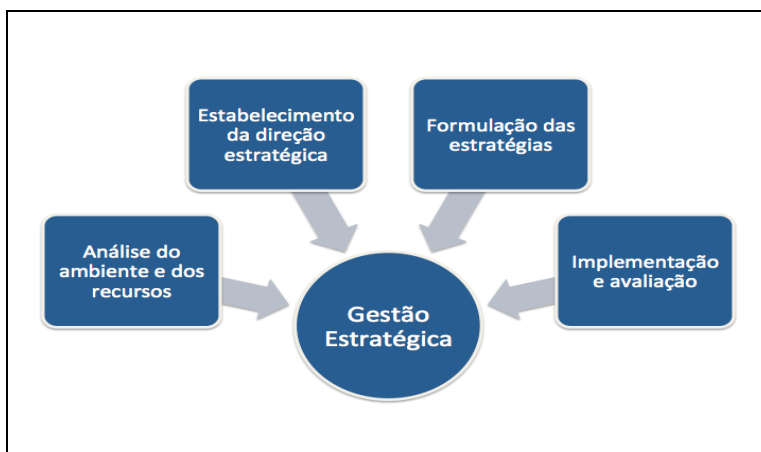 Estabelecimento
da direção
estratégica
Formulação das
estratégias
Análise do
ambiente e dos
recursos
Implementação
e avaliação
Gestão
Estratégica